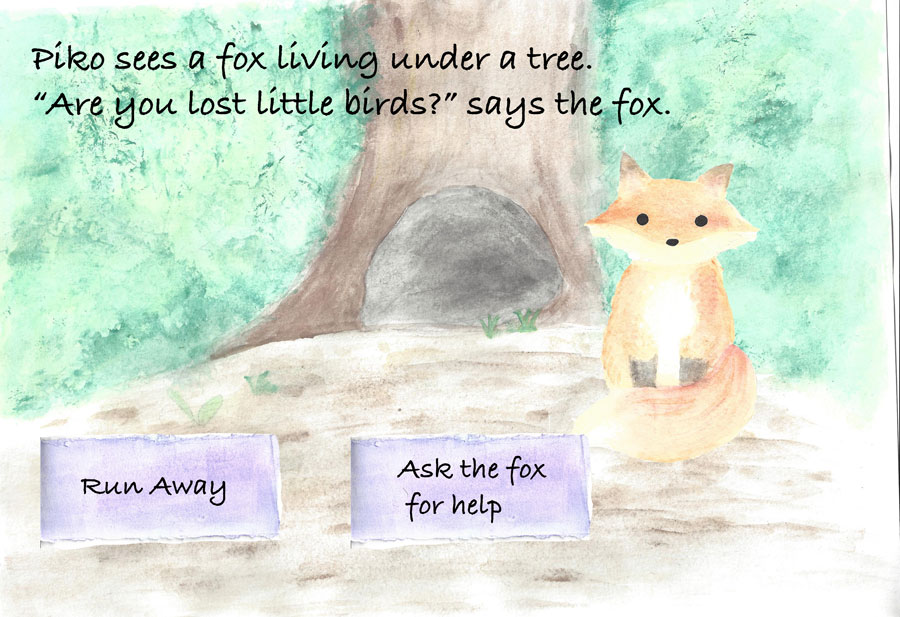 Piko sees a fox living under a tree.
“Are you lost little birds?” says the fox.
Run Away
Ask the fox
for help